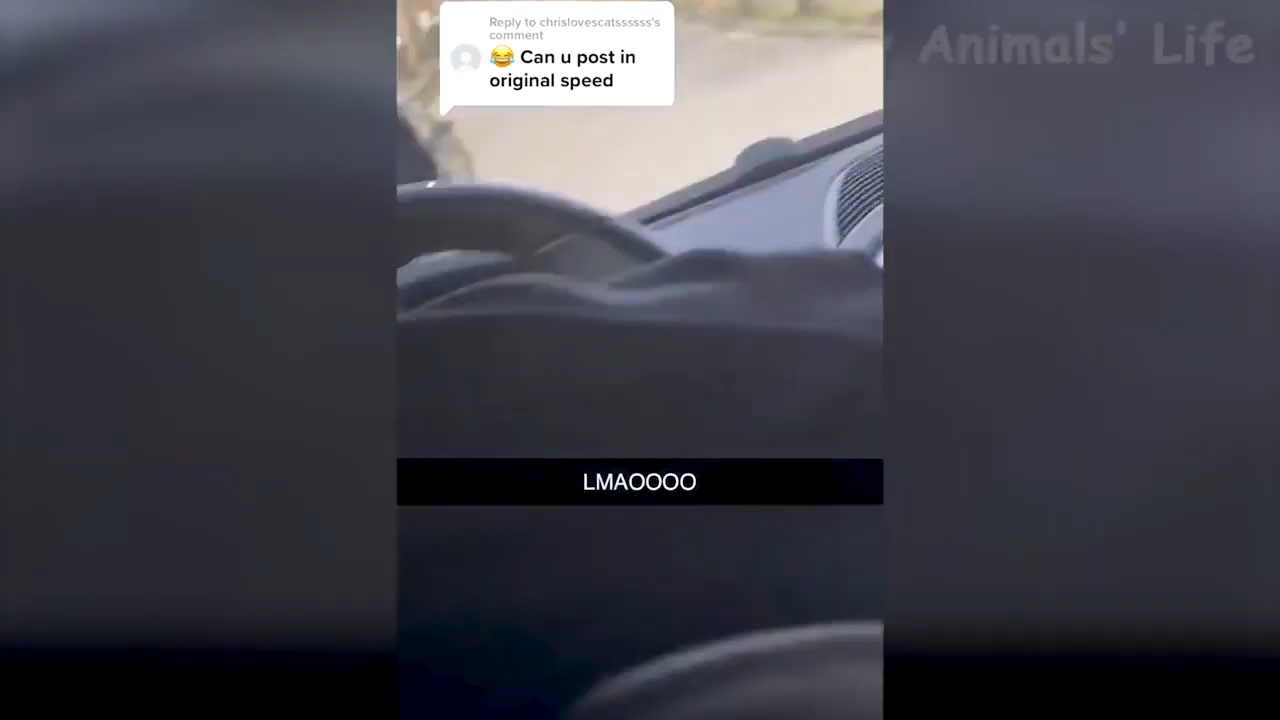 Reply to chrislovescatssssss's
comment
😂 Can u post in
original speed
Animals' Life
LMAOOOO